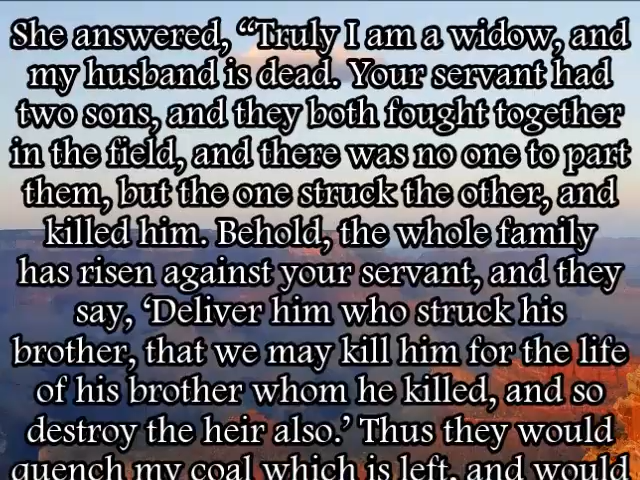 She answered, “Truly I am a widow, and
my husband is dead. Your servant had
two sons, and they both fought together
in the field, and there was no one to part
them, but the one struck the other, and
killed him. Behold, the whole family
has risen against your servant, and they
say, ‘Deliver him who struck his
brother, that we may kill him for the life
of his brother whom he killed, and so
destroy the heir also.’ Thus they would
quench my coal which is left, and would